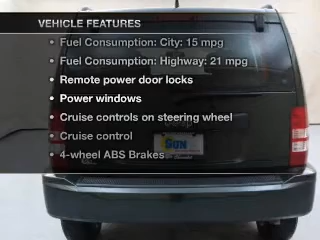 VEHICLE FEATURES
• Fuel Consumption: City: 15 mpg
• Fuel Consumption: Highway: 21 mpg
• Remote power door locks
• Power windows
• Cruise controls on steering wheel
• Cruise control
• 4-wheel ABS Brakes
Sun